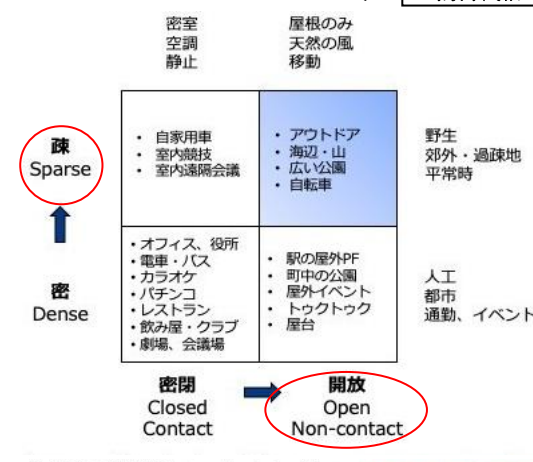 密室
空調
静止
屋根のみ
天然の風
移動
疎
Sparse
・ 自家用車
・ 室内競技
・ 室内遠隔会議
・ アウトドア
・ 海辺・山
・ 広い公園
・ 自転車
野生
郊外・過疎地
平常時
密
Dense
・オフィス、役所
・電車・バス
・カラオケ
・パチンコ
・レストラン
・飲み屋・クラブ
・劇場、会議場
・ 駅の屋外PF
・ 町中の公園
・ 屋外イベント
・ トゥクトゥク
・ 屋台
人工
都市
通勤、イベント
密閉
Closed
Contact
開放
Open
Non-contact